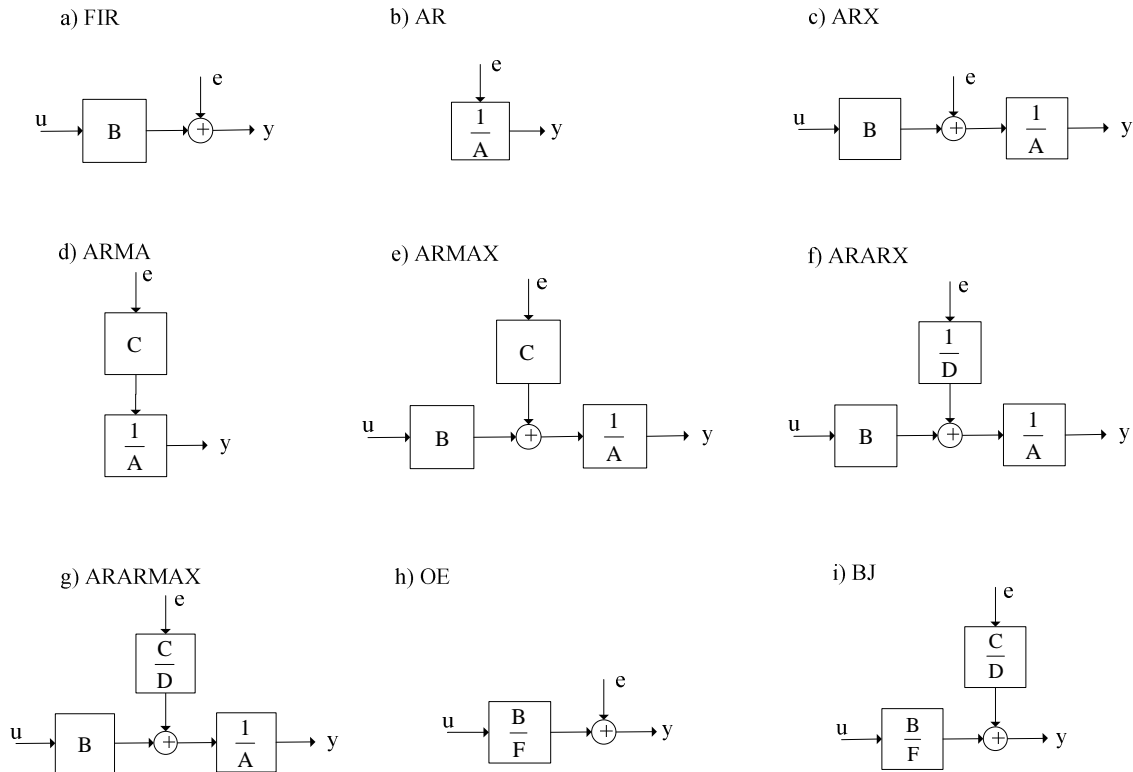 a) FIR
b) AR
c) ARX
e
u
B
+
y
e
1
A
y
e
u
B
+
1
A
y
d) ARMA
e
C
1
A
y
e) ARMAX
e
C
u
B
+
1
A
y
f) ARARX
e
1
D
u
B
+
1
A
y
g) ARARMAX
e
C
D
u
B
+
1
A
y
h) OE
e
u
B
F
+
y
i) BJ
e
C
D
u
B
F
+
y